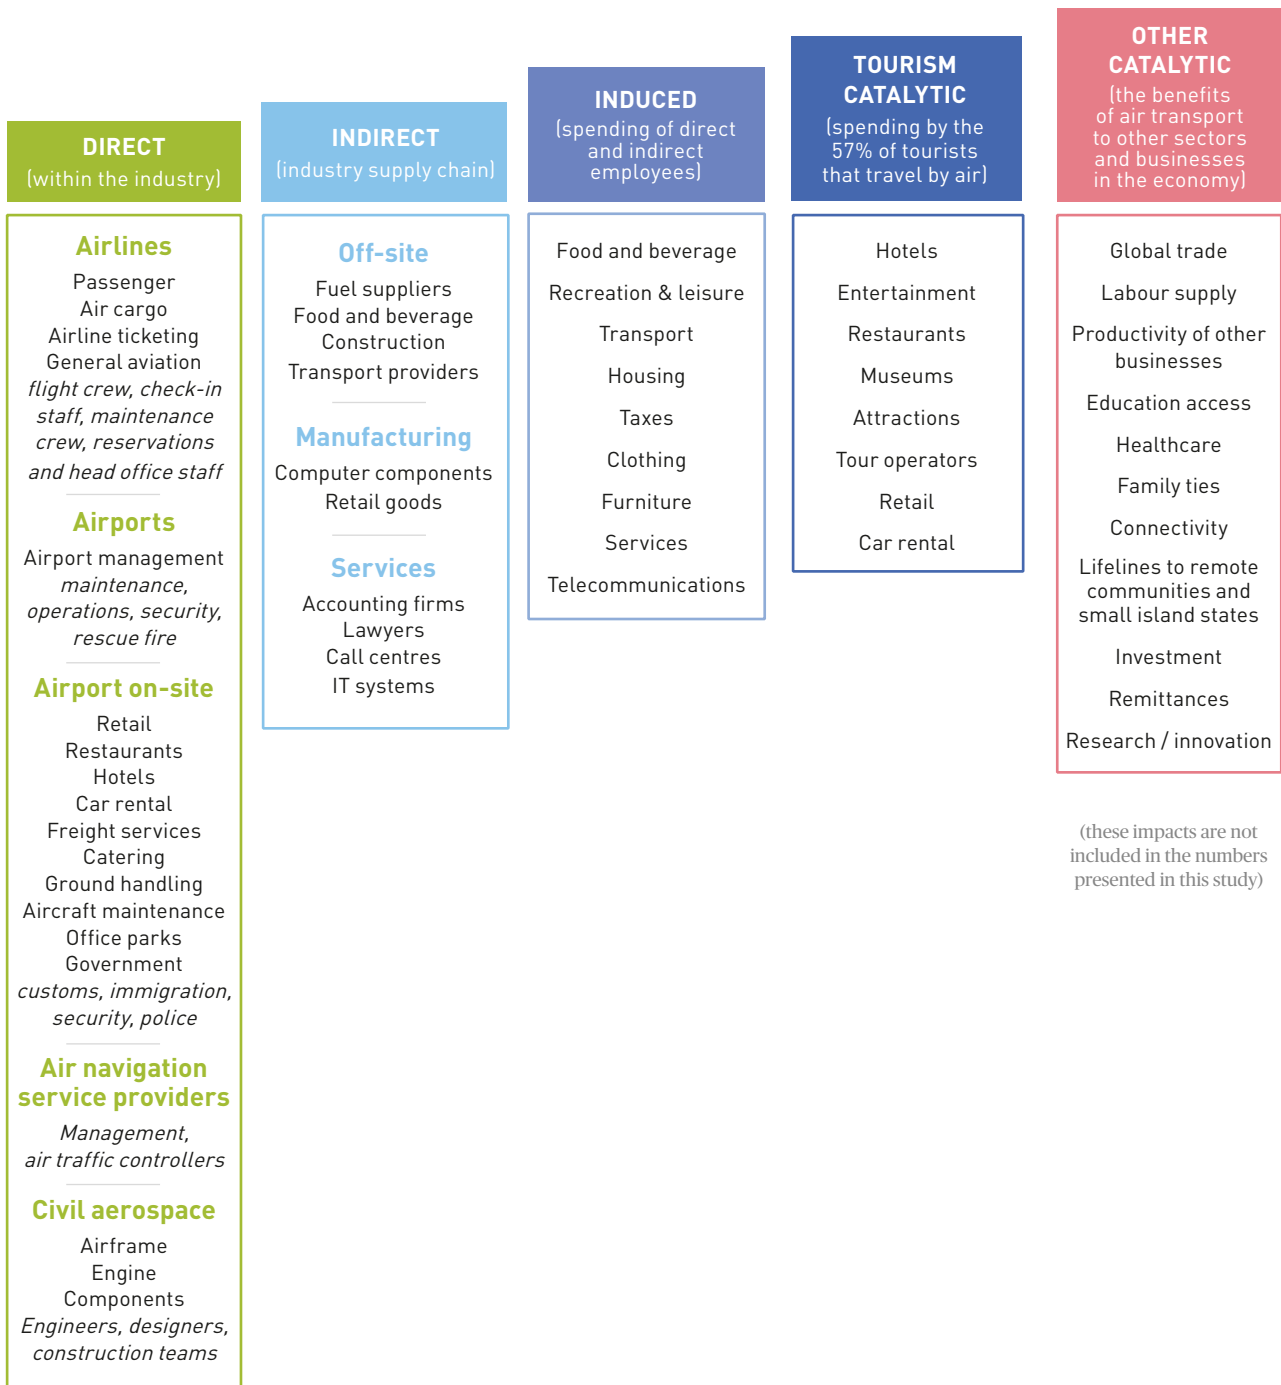 DIRECT
(within the industry)
Airlines
Passenger
Air cargo
Airline ticketing
General aviation
flight crew, check-in
staff, maintenance
crew, reservations
and head office staff
Airports
Airport management
maintenance,
operations, security,
rescue fire
Airport on-site
Retail
Restaurants
Hotels
Car rental
Freight services
Catering
Ground handling
Aircraft maintenance
Office parks
Government
customs, immigration,
security, police
Air navigation
service providers
Management,
air traffic controllers
Civil aerospace
Airframe
Engine
Components
Engineers, designers,
construction teams
INDIRECT
(industry supply chain)
Off-site
Fuel suppliers
Food and beverage
Construction
Transport providers
Manufacturing
Computer components
Retail goods
Services
Accounting firms
Lawyers
Call centres
IT systems
INDUCED
(spending of direct
and indirect
employees)
Food and beverage
Recreation & leisure
Transport
Housing
Taxes
Clothing
Furniture
Services
Telecommunications
TOURISM
CATALYTIC
(spending by the
57% of tourists
that travel by air)
Hotels
Entertainment
Restaurants
Museums
Attractions
Tour operators
Retail
Car rental
OTHER
CATALYTIC
(the benefits
of air transport
to other sectors
and businesses
in the economy)
Global trade
Labour supply
Productivity of other
businesses
Education access
Healthcare
Family ties
Connectivity
Lifelines to remote
communities and
small island states
Investment
Remittances
Research / innovation
(these impacts are not
included in the numbers
presented in this study)